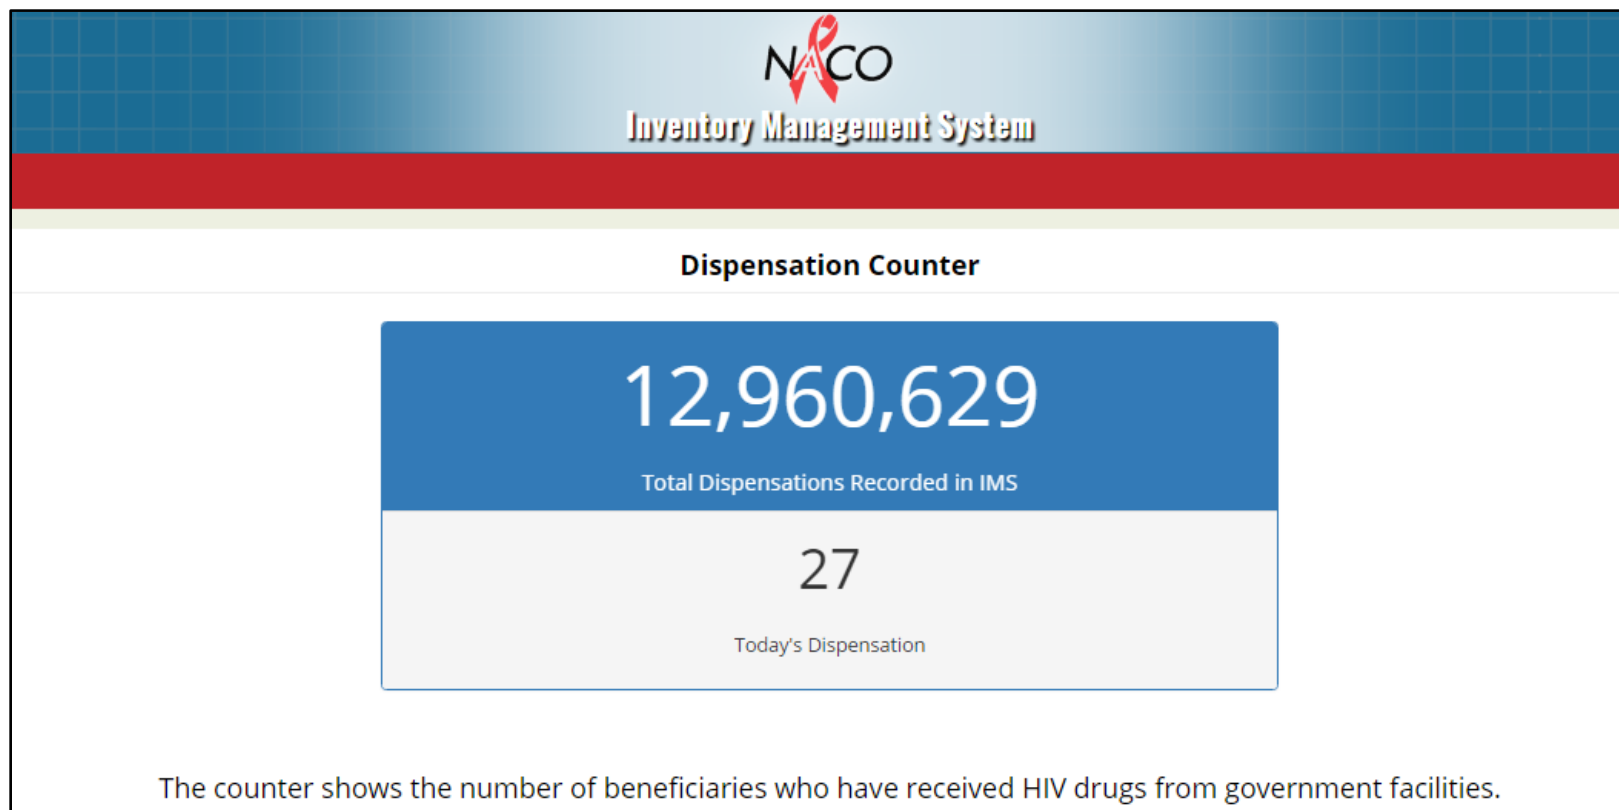 NACO
Inventory Management System
Dispensation Counter
12,960,629
Total Dispensations Recorded in IMS
27
Today's Dispensation
The counter shows the number of beneficiaries who have received HIV drugs from government facilities.